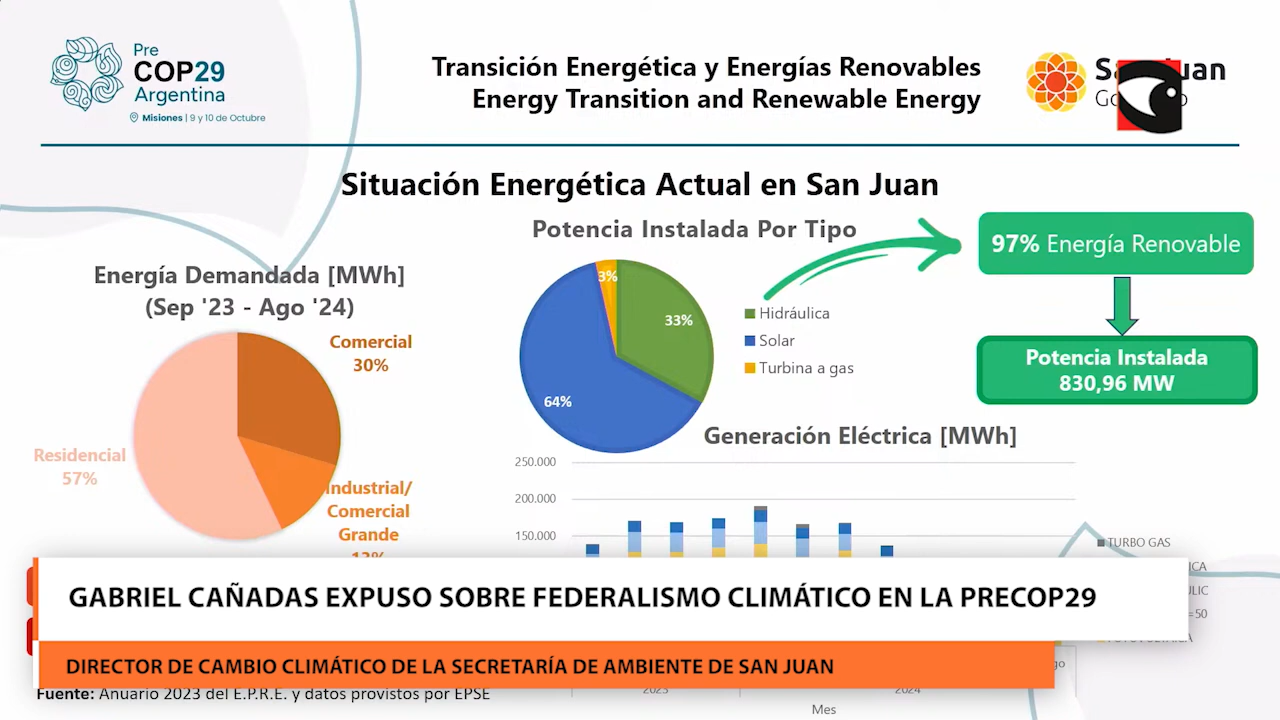 Pre
COP29
Argentina
Misiones | 9 y 10 de Octubre
Transición Energética y Energías Renovables
Energy Transition and Renewable Energy
Situación Energética Actual en San Juan
Potencia Instalada Por Tipo
97% Energía Renovable
Energía Demandada [MWh]
(Sep '23 - Ago '24)
3%
33%
64%
Hidráulica
Solar
Turbina a gas
Potencia Instalada
830,96 MW
Comercial
30%
Residencial
57%
Industrial/
Comercial
Grande
13%
Generación Eléctrica [MWh]
250.000
200.000
150.000
TURBO GAS
GABRIEL CAÑADAS EXPUSO SOBRE FEDERALISMO CLIMÁTICO EN LA PRECOP29
DIRECTOR DE CAMBIO CLIMÁTICO DE LA SECRETARÍA DE AMBIENTE DE SAN JUAN
Fuente: Anuario 2023 del E.P.R.E. y datos provistos por EPSE
2023
2024
Mes